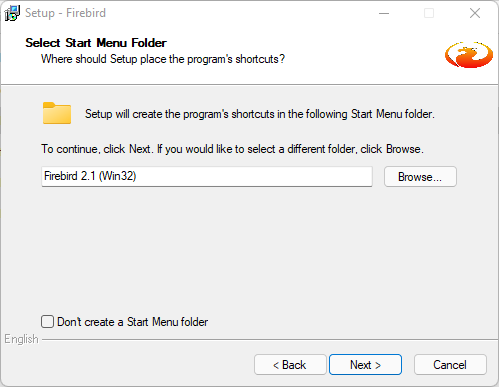 Setup - Firebird
Select Start Menu Folder
Where should Setup place the program's shortcuts?
Setup will create the program's shortcuts in the following Start Menu folder.
To continue, click Next. If you would like to select a different folder, click Browse.
Firebird 2.1 (Win32)
Browse...
Don't create a Start Menu folder
English
< Back
Next >
Cancel